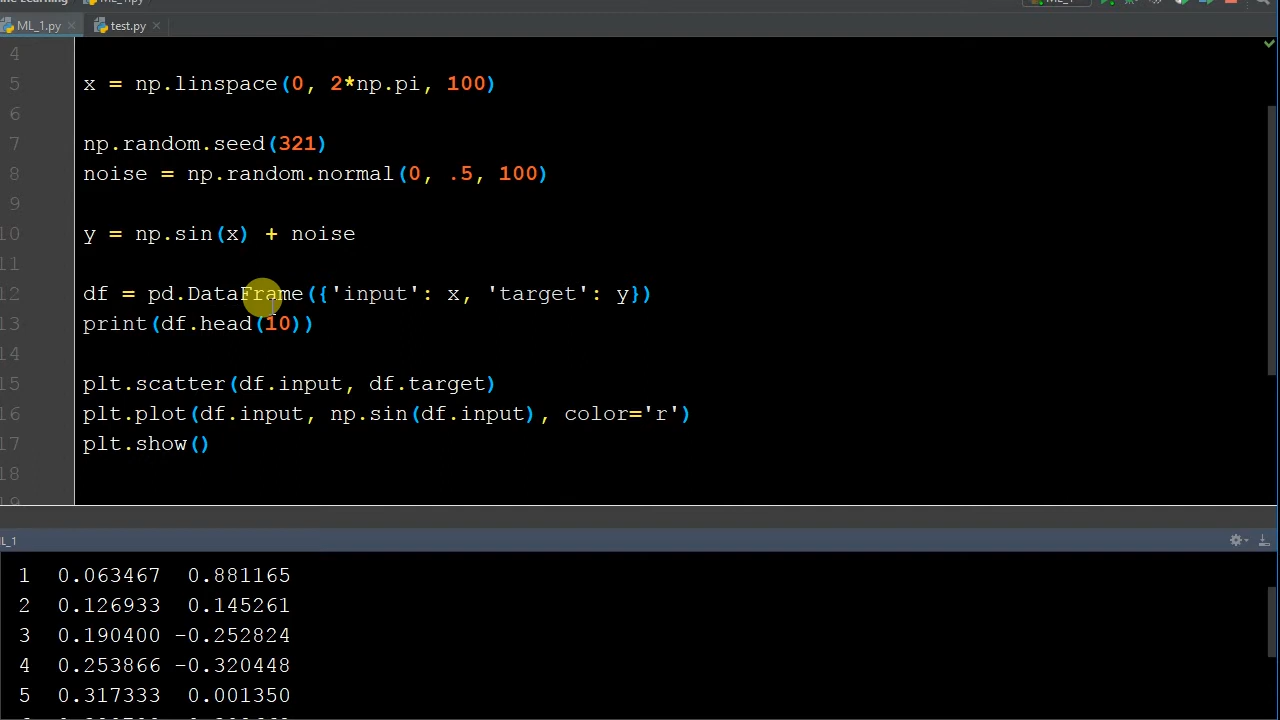 ML_1.py test.py
4
5 x = np.linspace(0, 2*np.pi, 100)
6
7 np.random.seed(321)
8 noise = np.random.normal(0, .5, 100)
9
10 y = np.sin(x) + noise
11
12 df = pd.DataFrame({'input': x, 'target': y})
13 print(df.head(10))
14
15 plt.scatter(df.input, df.target)
16 plt.plot(df.input, np.sin(df.input), color='r')
17 plt.show()
18
19
1 0.063467 0.881165
2 0.126933 0.145261
3 0.190400 -0.252824
4 0.253866 -0.320448
5 0.317333 0.001350